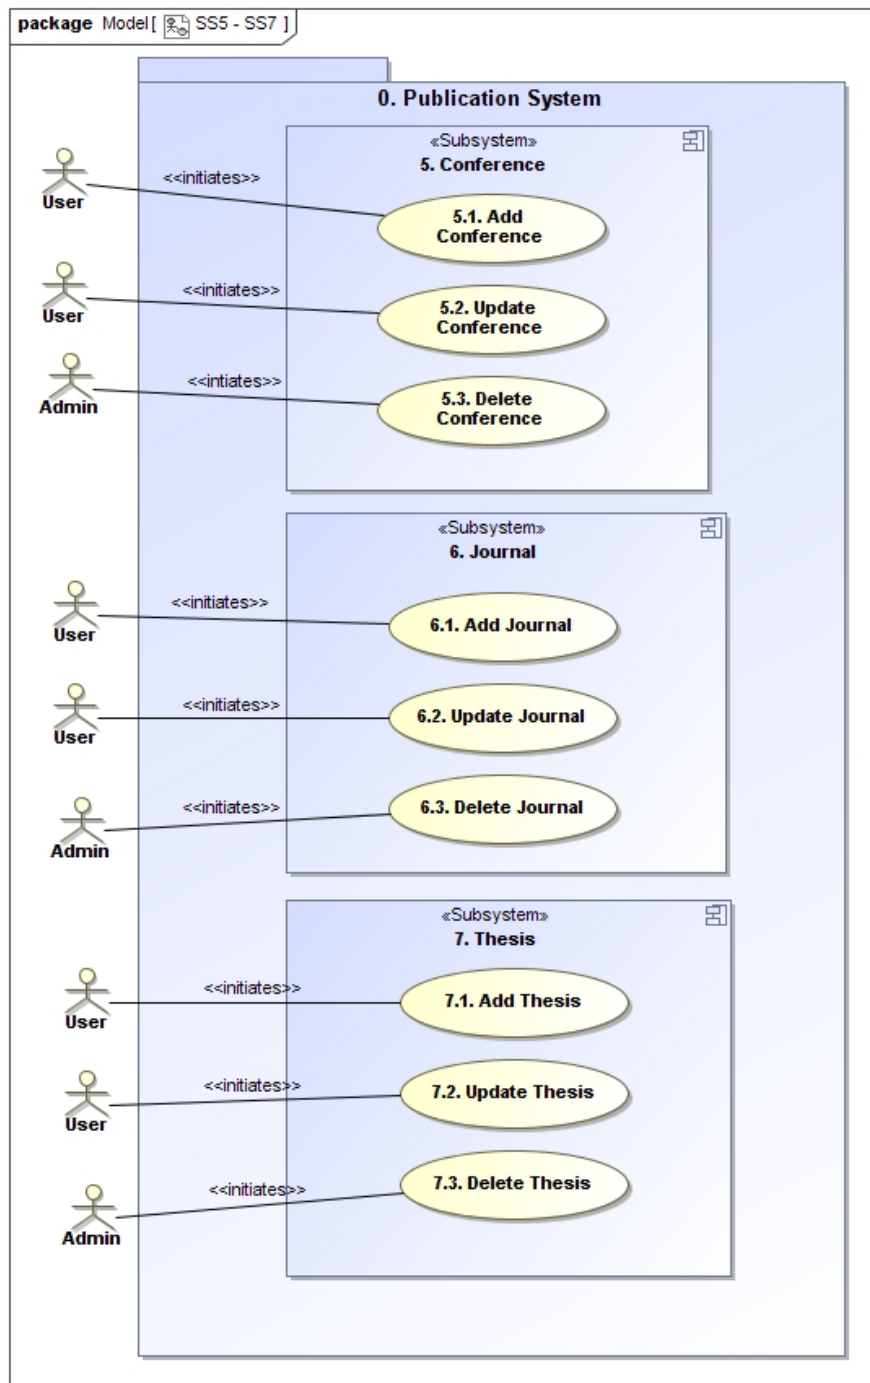 package Model[ SS5 - SS7 ]
0. Publication System
«Subsystem»
5. Conference
User
<<initiates>>
5.1. Add
Conference
User
<<initiates>>
5.2. Update
Conference
Admin
<<intiates>>
5.3. Delete
Conference
«Subsystem»
6. Journal
User
<<initiates>>
6.1. Add Journal
User
<<initiates>>
6.2. Update Journal
Admin
<<initiates>>
6.3. Delete Journal
«Subsystem»
7. Thesis
User
<<initiates>>
7.1. Add Thesis
User
<<initiates>>
7.2. Update Thesis
Admin
<<initiates>>
7.3. Delete Thesis